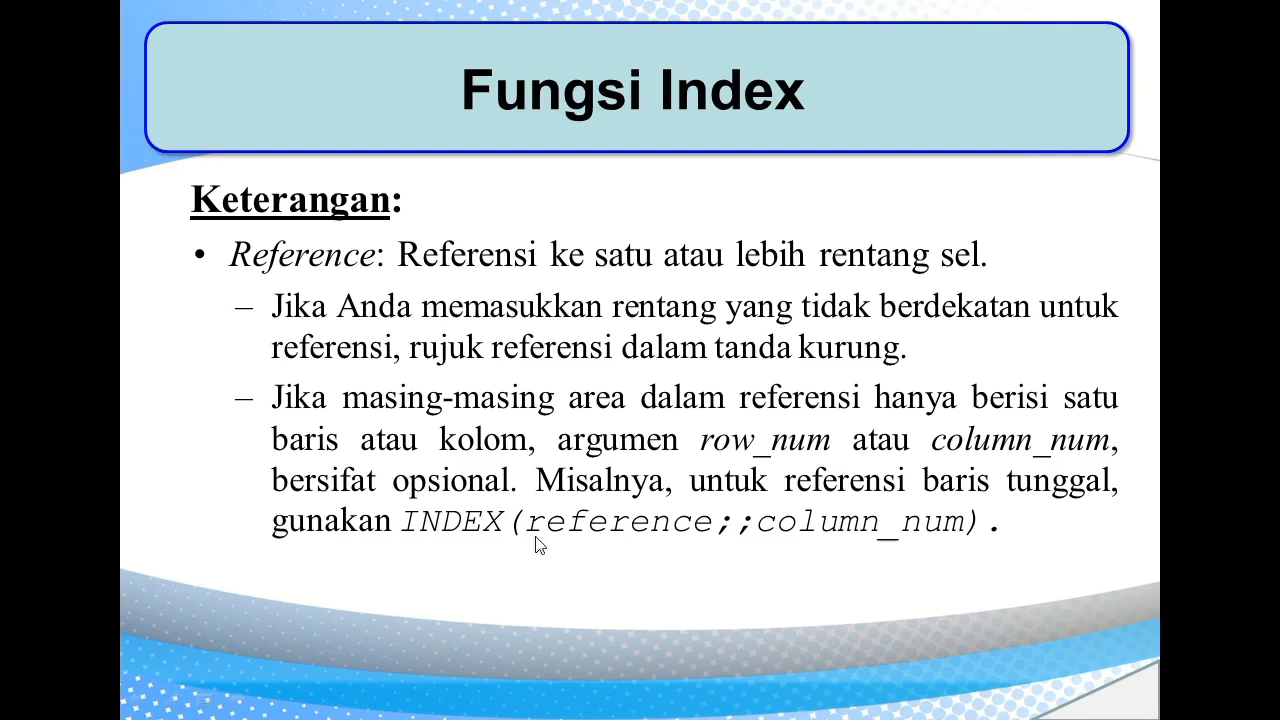 Fungsi Index
Keterangan:
• Reference: Referensi ke satu atau lebih rentang sel.
– Jika Anda memasukkan rentang yang tidak berdekatan untuk
referensi, rujuk referensi dalam tanda kurung.
– Jika masing-masing area dalam referensi hanya berisi satu
baris atau kolom, argumen row_num atau column_num,
bersifat opsional. Misalnya, untuk referensi baris tunggal,
gunakan INDEX(reference;;column_num).